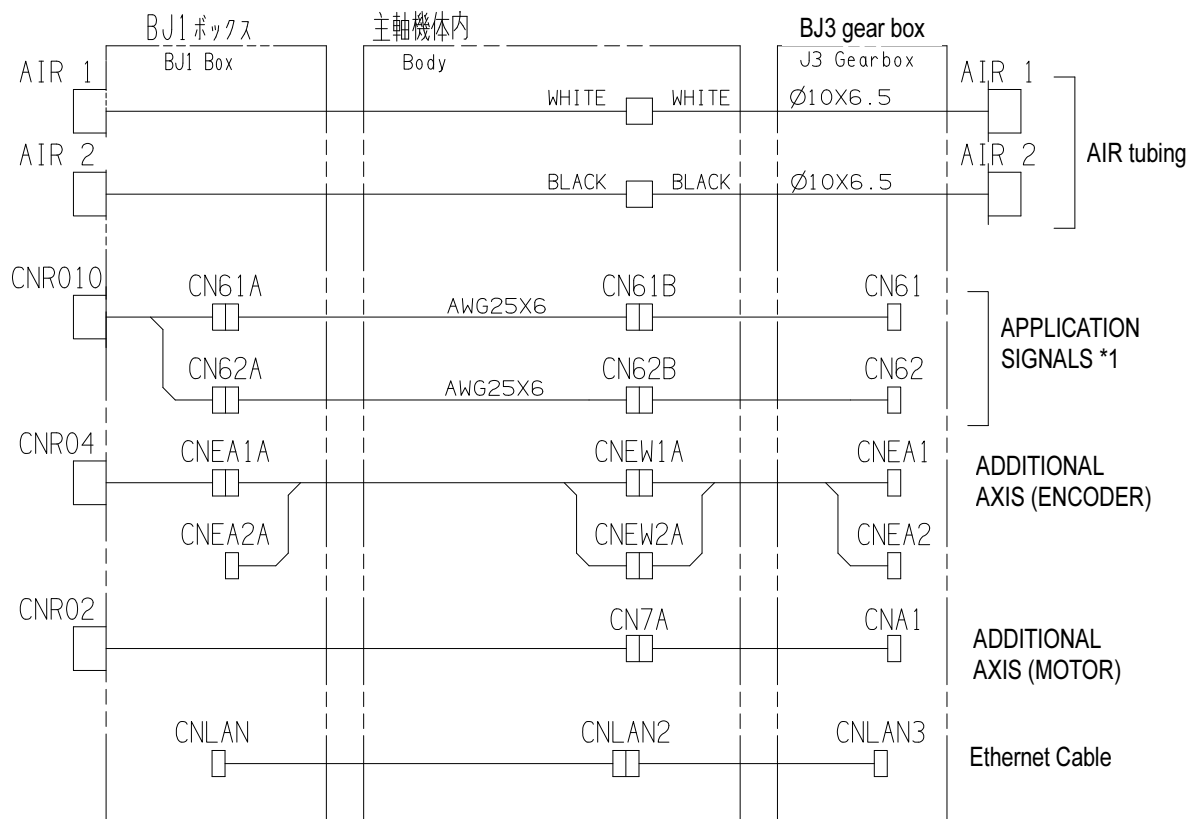 BJ1ボックス
BJ1 Box
主軸機体内
Body
BJ3 gear box
J3 Gearbox
AIR 1
WHITE
WHITE
Ø10X6.5
AIR 1
AIR 2
BLACK
BLACK
Ø10X6.5
AIR 2
AIR tubing
CNR010
CN61A
AWG25X6
CN61B
CN61
CN62A
AWG25X6
CN62B
CN62
APPLICATION
SIGNALS *1
CNR04
CNEA1A
CNEW1A
CNEA1
CNEA2A
CNEW2A
CNEA2
ADDITIONAL
AXIS (ENCODER)
CNR02
CN7A
CNA1
ADDITIONAL
AXIS (MOTOR)
CNLAN
CNLAN2
CNLAN3
Ethernet Cable